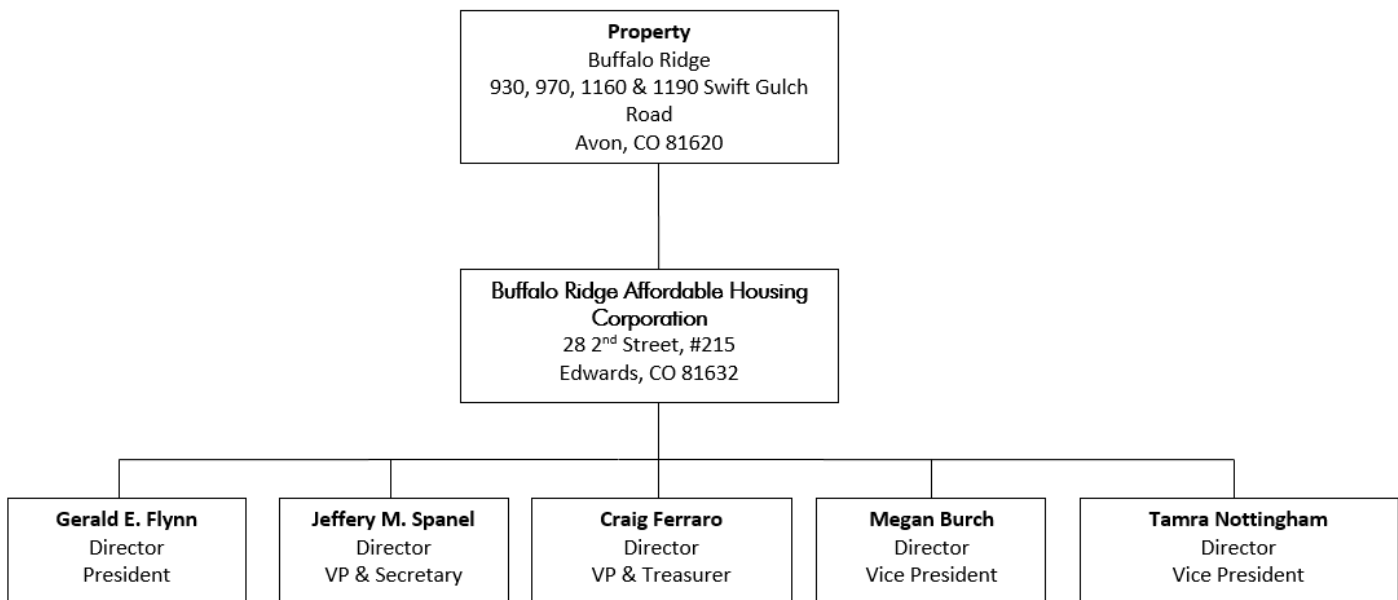 Property
Buffalo Ridge
930, 970, 1160 & 1190 Swift Gulch
Road
Avon, CO 81620
Buffalo Ridge Affordable Housing
Corporation
28 2nd Street, #215
Edwards, CO 81632
Gerald E. Flynn
Director
President
Jeffery M. Spanel
Director
VP & Secretary
Craig Ferraro
Director
VP & Treasurer
Megan Burch
Director
Vice President
Tamra Nottingham
Director
Vice President